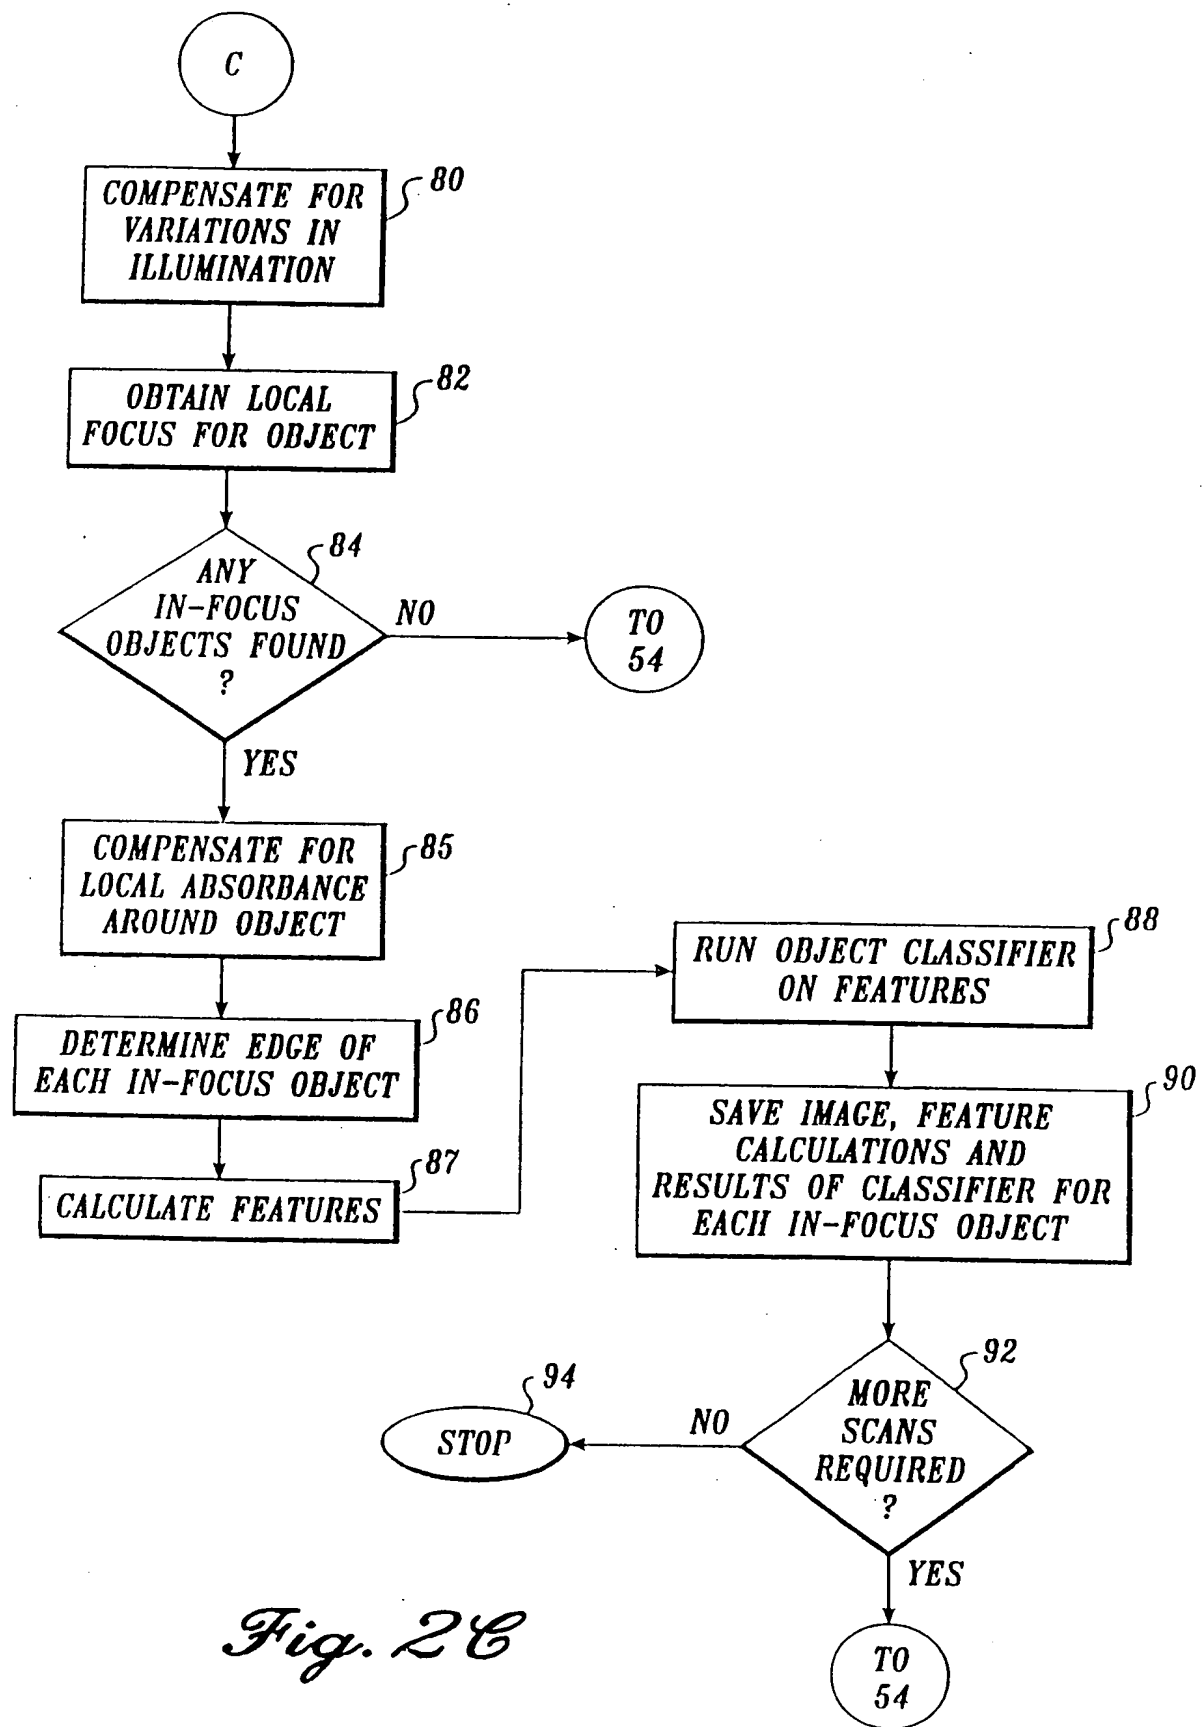 C
COMPENSATE FOR
VARIATIONS IN
ILLUMINATION
80
OBTAIN LOCAL
FOCUS FOR OBJECT
82
ANY
IN-FOCUS
OBJECTS FOUND
?
84
NO
TO
54
YES
COMPENSATE FOR
LOCAL ABSORBANCE
AROUND OBJECT
85
DETERMINE EDGE OF
EACH IN-FOCUS OBJECT
86
CALCULATE FEATURES
87
RUN OBJECT CLASSIFIER
ON FEATURES
88
SAVE IMAGE, FEATURE
CALCULATIONS AND
RESULTS OF CLASSIFIER FOR
EACH IN-FOCUS OBJECT
90
MORE
SCANS
REQUIRED
?
92
NO
STOP
94
YES
TO
54
Fig. 2C